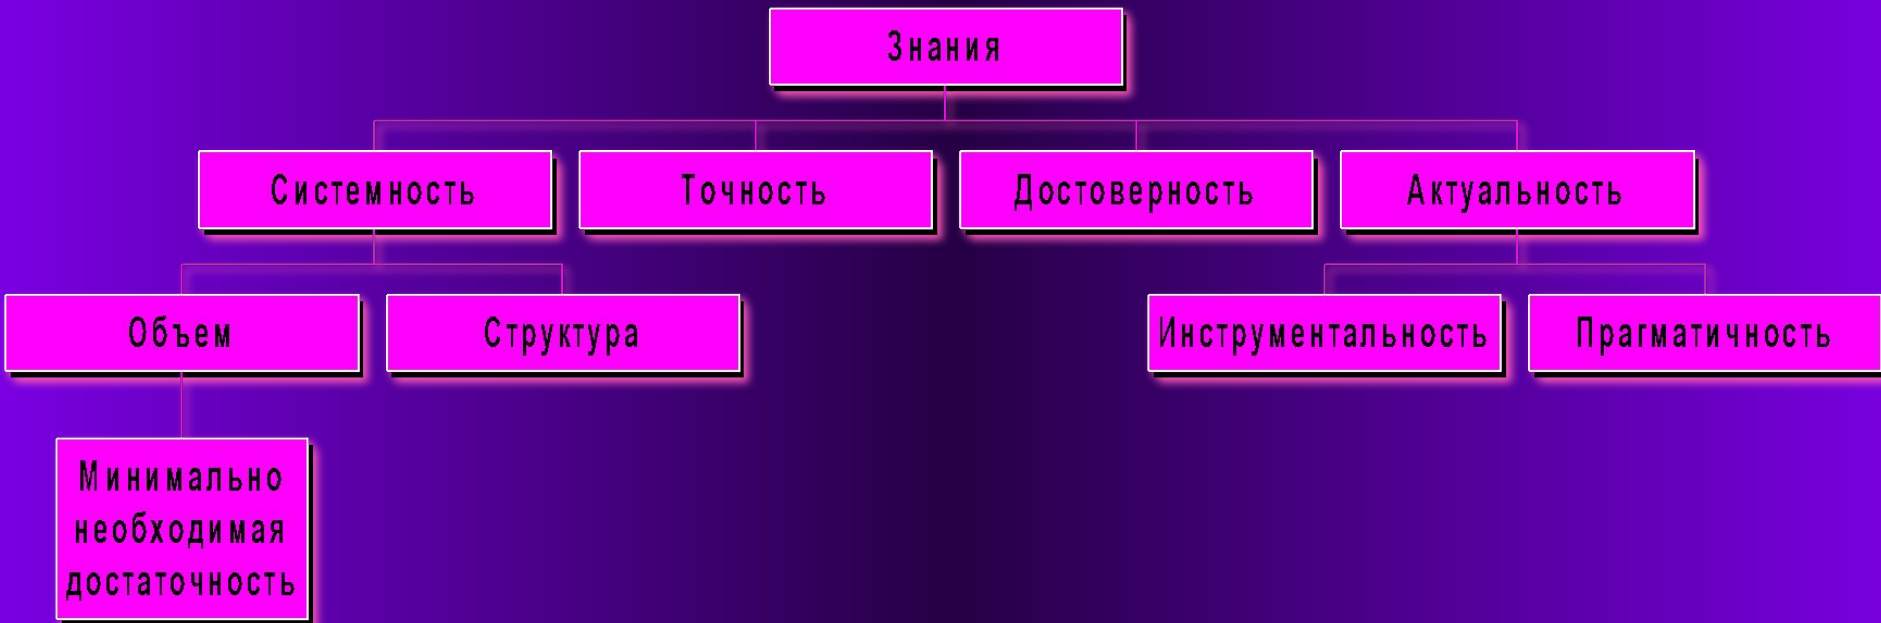 Знания
Системность
Точность
Достоверность
Актуальность
Объем
Структура
Инструментальность
Прагматичность
Минимально
необходимая
достаточность